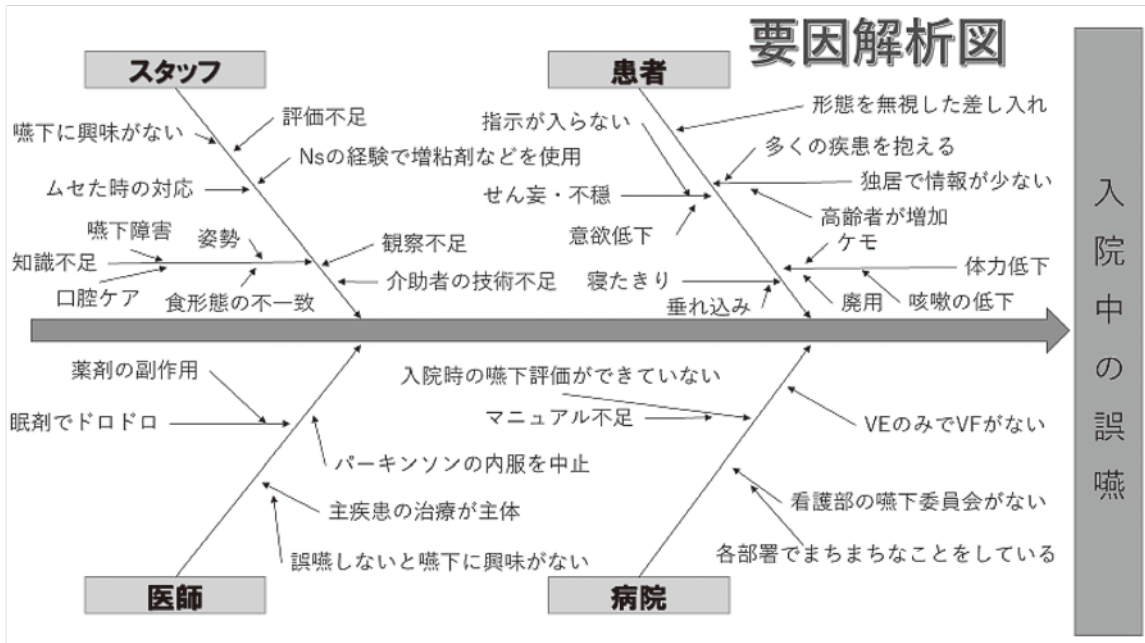 要因解析図
スタッフ
嚥下に興味がない
評価不足
Nsの経験で増粘剤などを使用
ムセた時の対応
嚥下障害
姿勢
観察不足
知識不足
口腔ケア
食形態の不一致
介助者の技術不足
患者
形態を無視した差し入れ
指示が入らない
多くの疾患を抱える
せん妄・不穏
独居で情報が少ない
意欲低下
高齢者が増加
ケモ
体力低下
寝たきり
垂れ込み
廃用
咳嗽の低下
入院中の誤嚥
薬剤の副作用
眠剤でドロドロ
パーキンソンの内服を中止
主疾患の治療が主体
誤嚥しないと嚥下に興味がない
医師
入院時の嚥下評価ができていない
マニュアル不足
VEのみでVFがない
看護部の嚥下委員会がない
各部署でまちまちなことをしている
病院